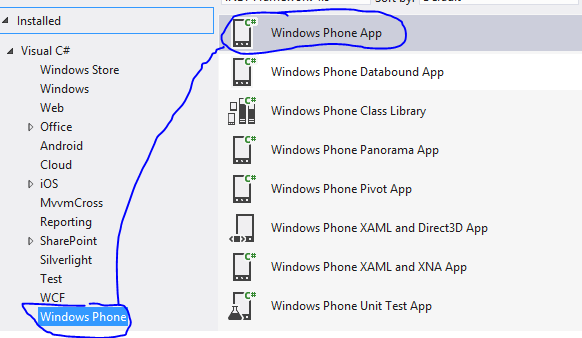 Installed
Visual C#
Windows Store
Windows
Web
Office
Android
Cloud
iOS
MvvmCross
Reporting
SharePoint
Silverlight
Test
WCF
Windows Phone
C# Windows Phone App
C# Windows Phone Databound App
C# Windows Phone Class Library
C# Windows Phone Panorama App
C# Windows Phone Pivot App
Windows Phone XAML and Direct3D App
C# Windows Phone XAML and XNA App
C# Windows Phone Unit Test App